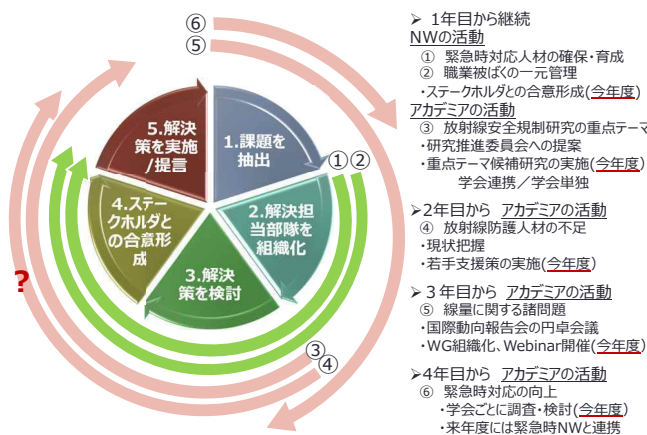 ⑥
⑤
5.解決
策を実施
/提言
1.課題を
抽出
① ②
4.ステー
クホルダと
の合意形
成
2.解決担
当部隊を
組織化
3.解決
策を検討
?
③
④
➢ 1年目から継続
NWの活動
① 緊急時対応人材の確保・育成
② 職業被ばくの一元管理
・ステークホルダとの合意形成(今年度)
アカデミアの活動
③ 放射線安全規制研究の重点テーマ
・研究推進委員会への提案
・重点テーマ候補研究の実施(今年度)
学会連携／学会単独
➢2年目から アカデミアの活動
④ 放射線防護人材の不足
・現状把握
・若手支援策の実施(今年度)
➢３年目から アカデミアの活動
⑤ 線量に関する諸問題
・国際動向報告会の円卓会議
・WG組織化、Webinar開催(今年度)
➢4年目から アカデミアの活動
⑥ 緊急時対応の向上
・学会ごとに調査・検討(今年度)
・来年度には緊急時NWと連携